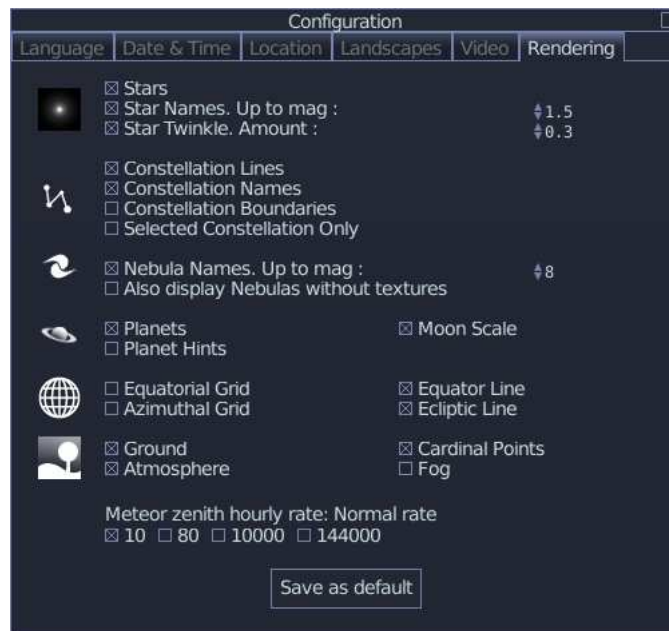 Configuration
Language Date & Time Location Landscapes Video Rendering
Stars
Star Names. Up to mag : 1.5
Star Twinkle. Amount : 0.3
Constellation Lines
Constellation Names
Constellation Boundaries
Selected Constellation Only
Nebula Names. Up to mag : 8
Also display Nebulas without textures
Planets Moon Scale
Planet Hints
Equatorial Grid Equator Line
Azimuthal Grid Ecliptic Line
Ground Cardinal Points
Atmosphere Fog
Meteor zenith hourly rate: Normal rate
10 80 10000 144000
Save as default